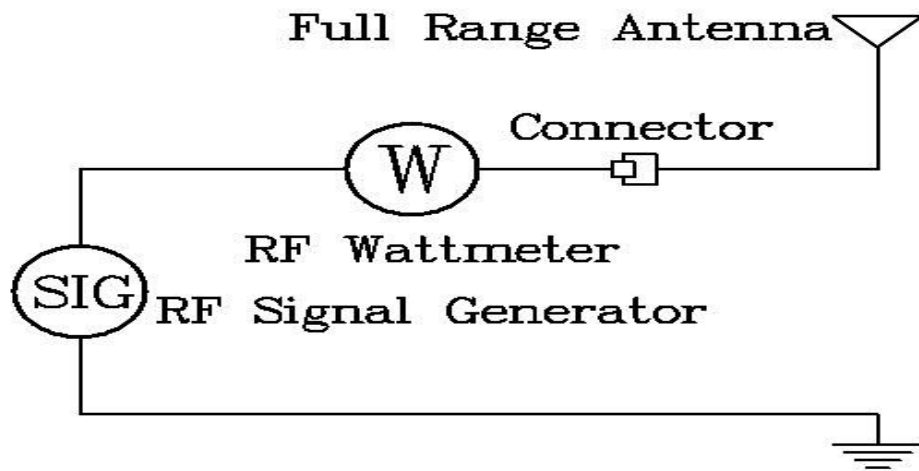 Full Range Antenna
Connector
W
RF Wattmeter
SIG
RF Signal Generator